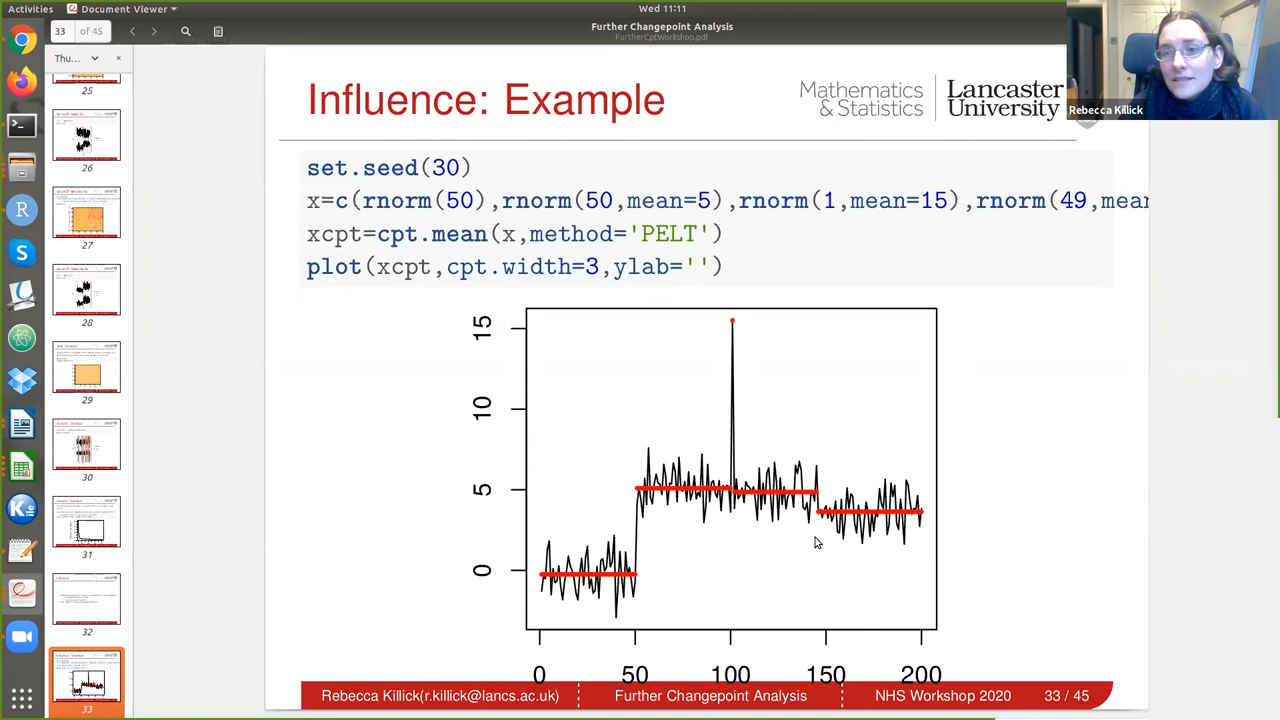 Activities
Document Viewer
Wed 11:11
33
of 45
Further Changepoint Analysis
FurtherCptWorkshop.pdf
Thu...
25
26
27
28
29
30
31
32
33
Influence: Example
Mathematics
& Statistics
Lancaster
University
Rebecca Killick
set.seed(30)
x=c(rnorm(50),rnorm(50,mean=5),rnorm(1,mean=15),rnorm(49,mean
xcpt=cpt.mean(x,method='PELT')
plot(xcpt,cpt.width=3,ylab='')
15
10
5
0
0 50 100 150 200
Rebecca Killick(r.killick@lancs.ac.uk)
Further Changepoint Analysis
NHS Workshop 2020
33 / 45